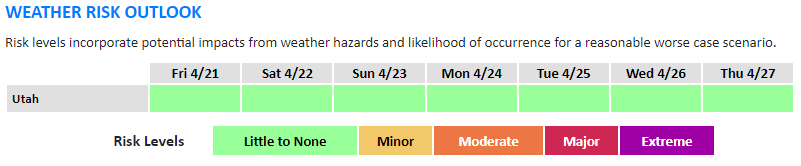 WEATHER RISK OUTLOOK
Risk levels incorporate potential impacts from weather hazards and likelihood of occurrence for a reasonable worse case scenario.
Fri 4/21 Sat 4/22 Sun 4/23 Mon 4/24 Tue 4/25 Wed 4/26 Thu 4/27
Utah
Risk Levels Little to None Minor Moderate Major Extreme